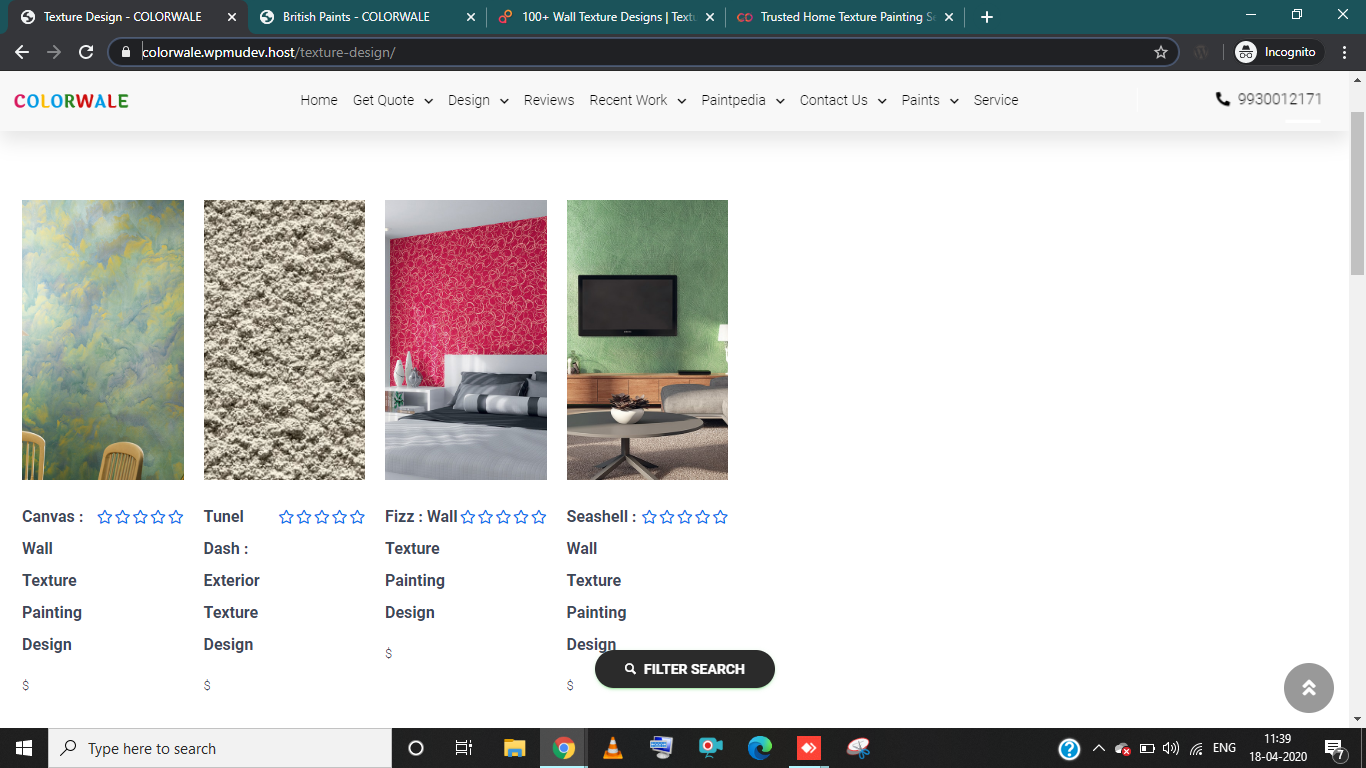 Texture Design - COLORWALE
British Paints - COLORWALE
100+ Wall Texture Designs | Textu
Trusted Home Texture Painting Se
colorwale.wpmudev.host/texture-design/
Incognito
COLORWALE
Home
Get Quote
Design
Reviews
Recent Work
Paintpedia
Contact Us
Paints
Service
9930012171
Canvas :
Wall
Texture
Painting
Design
$
Tunel
Dash :
Exterior
Texture
Design
$
Fizz : Wall
Texture
Painting
Design
$
Seashell :
Wall
Texture
Painting
Design
$
FILTER SEARCH
Type here to search
ENG
11:39
18-04-2020
7